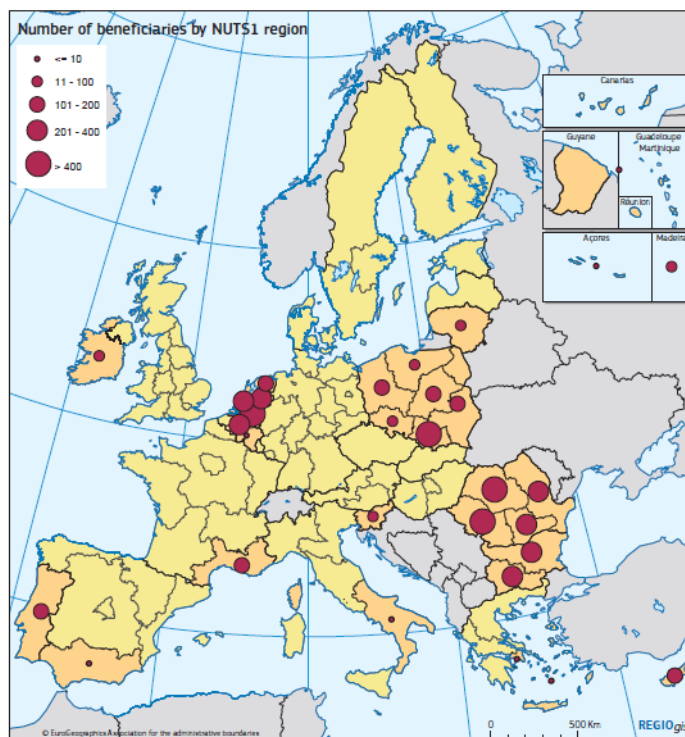 Number of beneficiaries by NUTS1 region
<= 10
11 - 100
101 - 200
201 - 400
> 400
Canarias
Guyane
Guadeloupe
Martinique
Réunion
Açores
Madeira
0
500 Km
© EuroGeographics Association for the administrative boundaries
REGIOgis